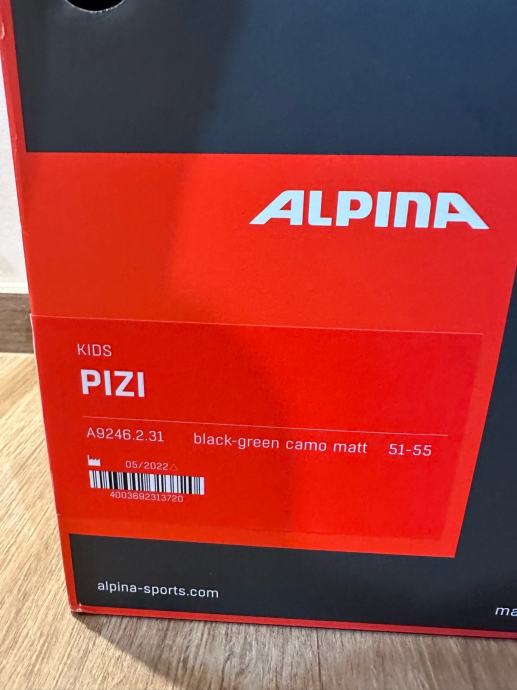 ALPINA
KIDS
PIZI
A9246.2.31 black-green camo matt 51-55
05/2022
4003692313720
alpina-sports.com